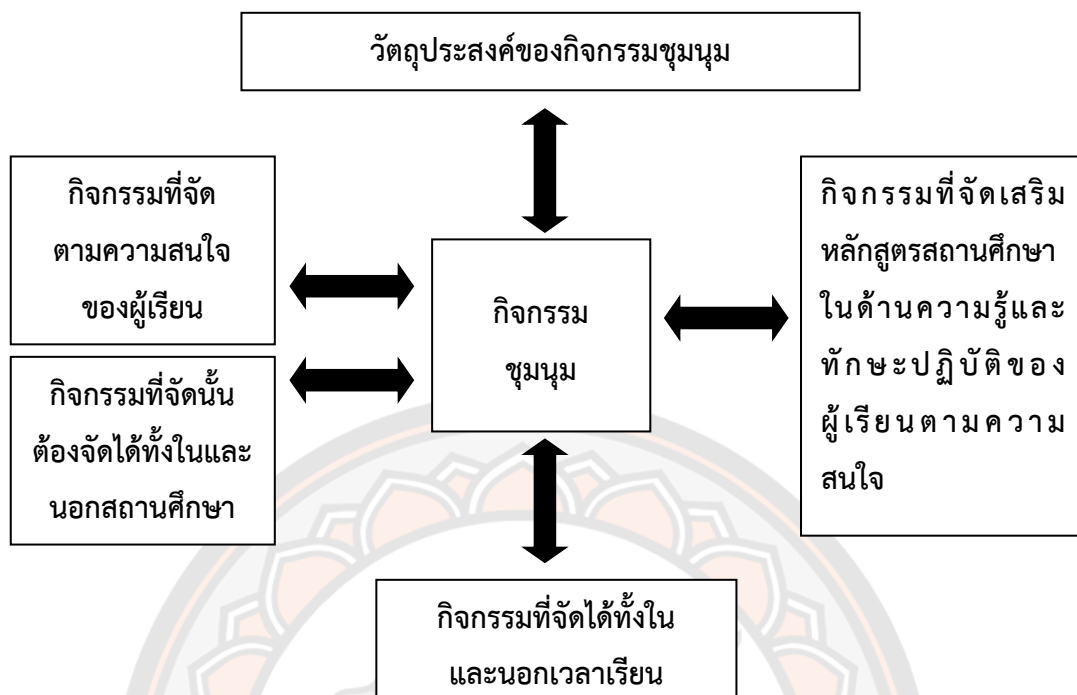 วัตถุประสงค์ของกิจกรรมชุมนุม
กิจกรรมที่จัด
ตามความสนใจ
ของผู้เรียน
กิจกรรมที่จัดนั้น
ต้องจัดได้ทั้งในและ
นอกสถานศึกษา
กิจกรรม
ชุมนุม
กิจกรรมที่จัดเสริม
หลักสูตรสถานศึกษา
ในด้านความรู้และ
ทักษะปฏิบัติของ
ผู้เรียนตามความ
สนใจ
กิจกรรมที่จัดได้ทั้งใน
และนอกเวลาเรียน